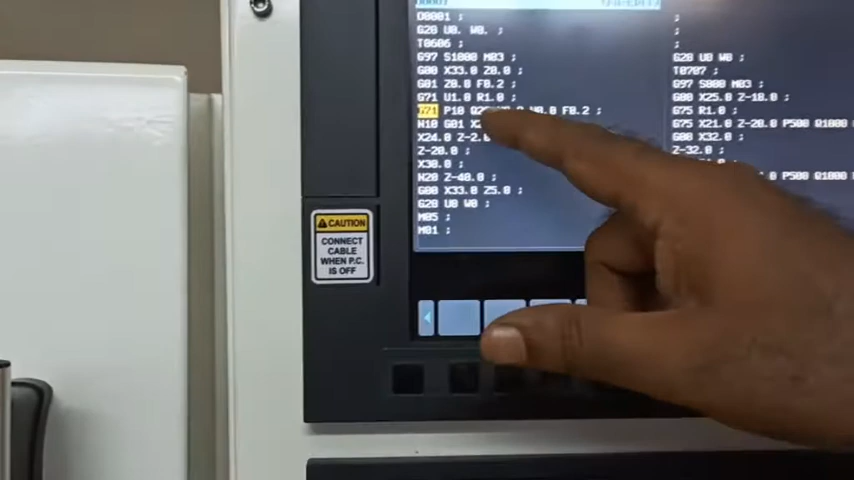 O0001 ;
G28 U0. W0. ;
T0606 ;
G97 S1000 M03 ;
G00 X33.0 Z0.0 ;
G01 Z0.0 F0.2 ;
G71 U1.0 R1.0 ;
G71 P10 F0.2 ;
N10 G01
X24.0 Z-2.0
Z-20.0 ;
X30.0 ;
N20 Z-40.0 ;
G00 X33.0 Z5.0 ;
G28 U0 W0 ;
M05 ;
M01 ;
;
;
;
G28 U0 W0 ;
T0707 ;
G97 S800 M03 ;
G00 X25.0 Z-18.0 ;
G75 R1.0 ;
G75 X21.0 Z-20.0 P500 Q1000
G00 X32.0 ;
Z-32.0 ;
P500 Q1000
CAUTION
CONNECT
CABLE
WHEN P.C.
IS OFF